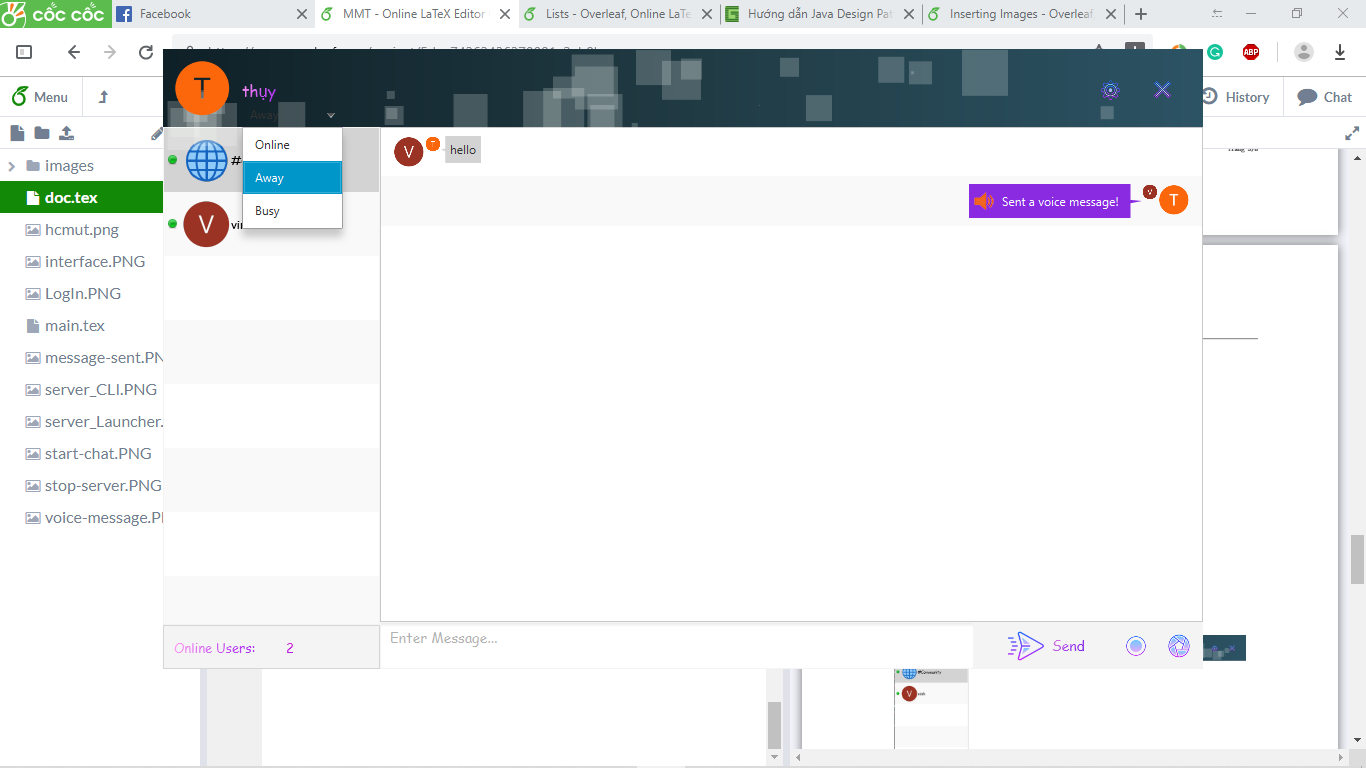 cốc cốc
Facebook
MMT - Online LaTeX Editor
Lists - Overleaf, Online LaTe
Hướng dẫn Java Design Pat
Inserting Images - Overleaf
ABP
Menu
History
Chat
T
thụy
Away
Online
Away
Busy
#
V
vi
V
T
hello
Sent a voice message!
V
T
images
doc.tex
hcmut.png
interface.PNG
LogIn.PNG
main.tex
message-sent.PN
server_CLI.PNG
server_Launcher.
start-chat.PNG
stop-server.PNG
voice-message.P
Online Users: 2
Enter Message...
Send
#Community
V
vinh